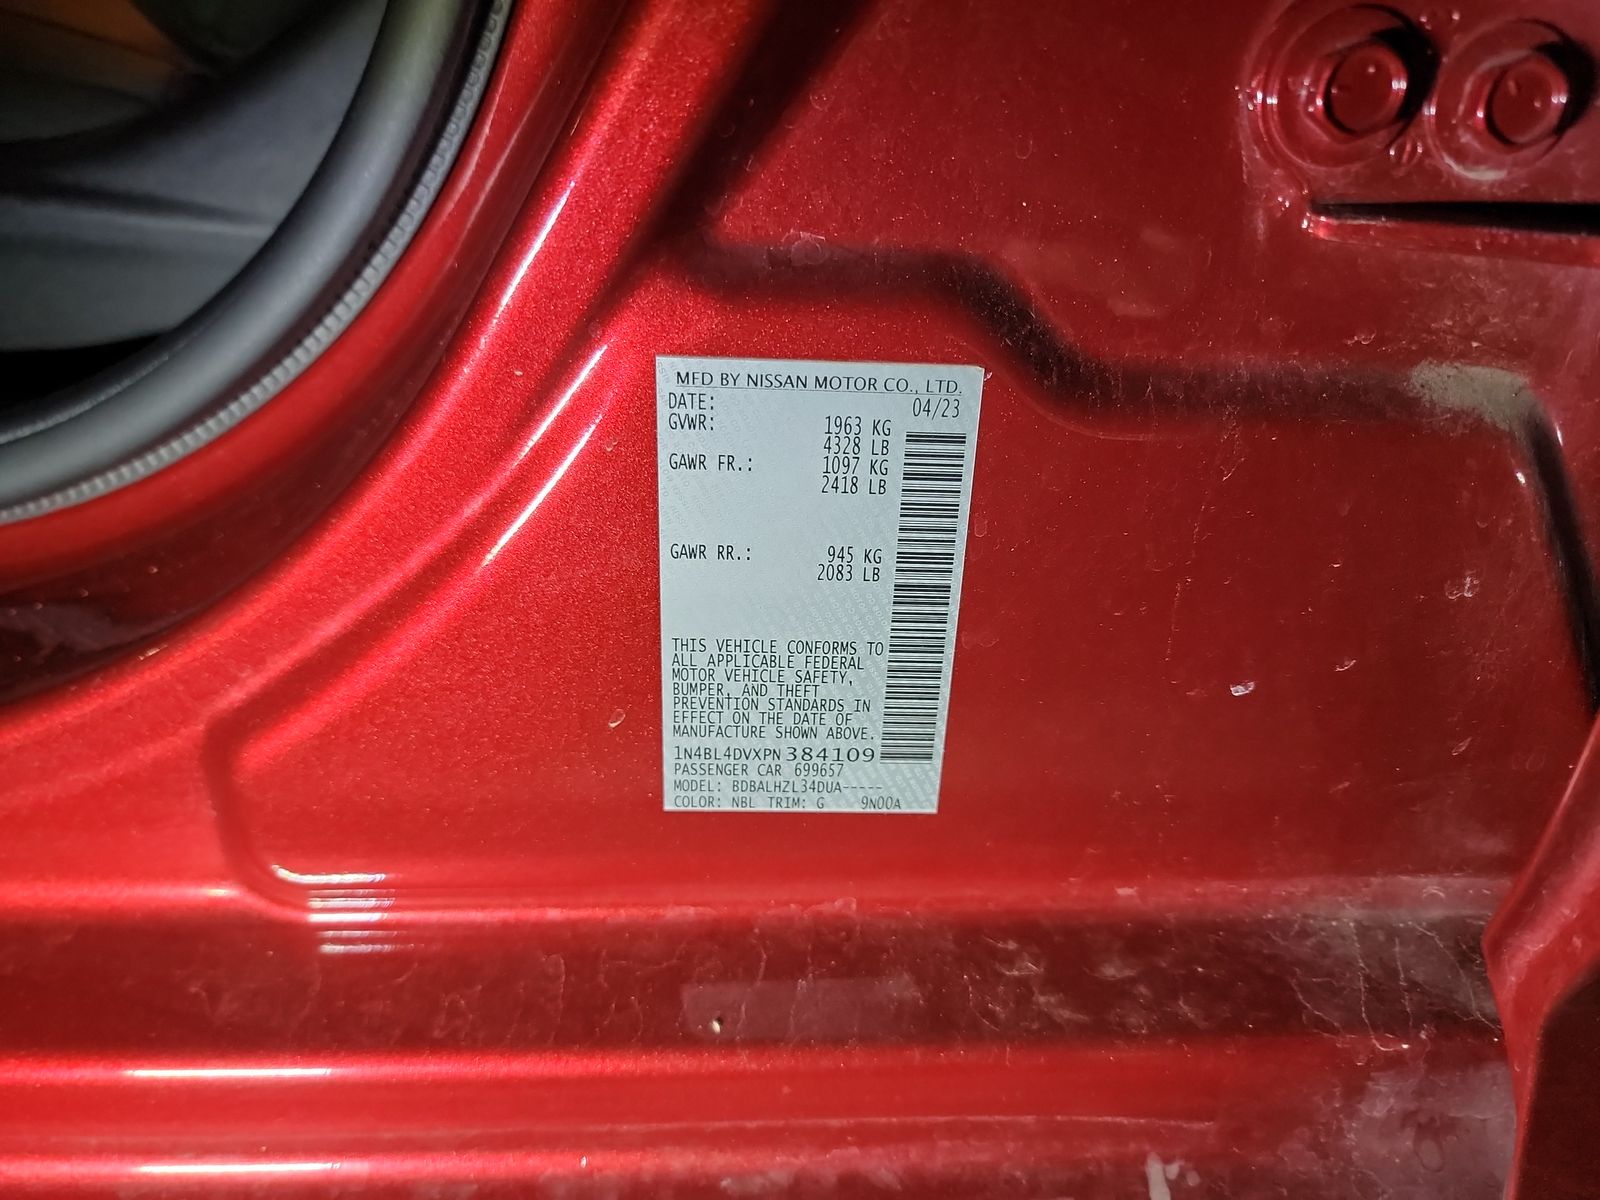 MFD BY NISSAN MOTOR CO., LTD.
DATE: 04/23
GVWR: 1963 KG
4328 LB
GAWR FR.: 1097 KG
2418 LB
GAWR RR.: 945 KG
2083 LB
THIS VEHICLE CONFORMS TO
ALL APPLICABLE FEDERAL
MOTOR VEHICLE SAFETY,
BUMPER, AND THEFT
PREVENTION STANDARDS IN
EFFECT ON THE DATE OF
MANUFACTURE SHOWN ABOVE.
1N4BL4DVXPN384109
PASSENGER CAR 699657
MODEL: BDBALHZL34DUA-----
COLOR: NBL TRIM: G 9N00A